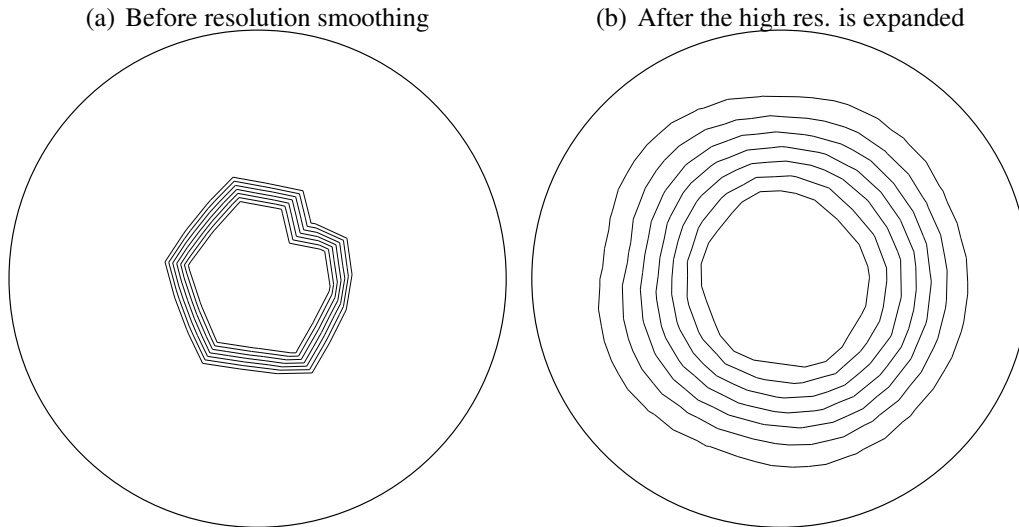 (a) Before resolution smoothing
(b) After the high res. is expanded